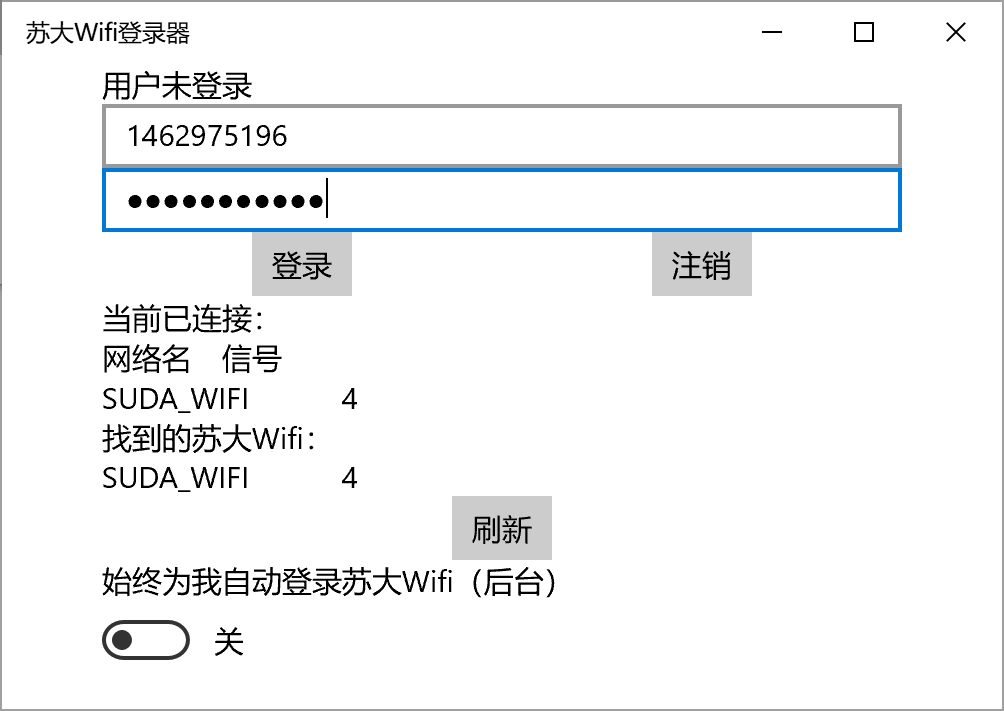 苏大Wifi登录器
用户未登录
1462975196
●●●●●●●●●●●
登录 注销
当前已连接：
网络名 信号
SUDA_WIFI 4
找到的苏大Wifi：
SUDA_WIFI 4
刷新
始终为我自动登录苏大Wifi（后台）
关